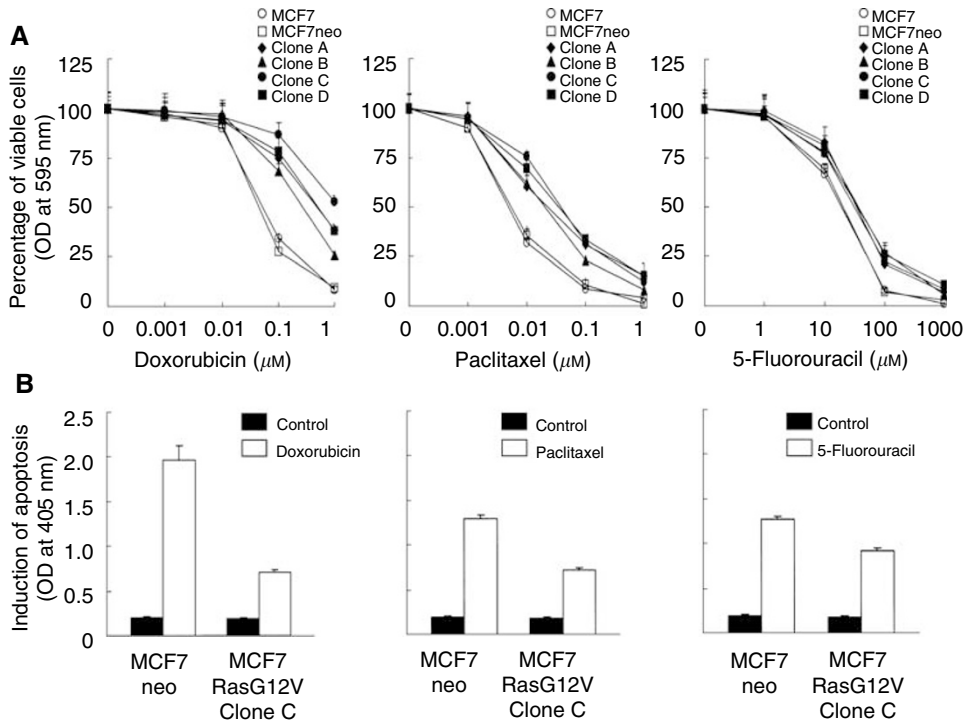 A
MCF7
MCF7neo
Clone A
Clone B
Clone C
Clone D
125
100
75
50
25
0
Percentage of viable cells
(OD at 595 nm)
0 0.001 0.01 0.1 1
Doxorubicin (μM)
MCF7
MCF7neo
Clone A
Clone B
Clone C
Clone D
125
100
75
50
25
0
0 0.001 0.01 0.1 1
Paclitaxel (μM)
MCF7
MCF7neo
Clone A
Clone B
Clone C
Clone D
125
100
75
50
25
0
0 1 10 100 1000
5-Fluorouracil (μM)
B
Induction of apoptosis
(OD at 405 nm)
2.5
2.0
1.5
1.0
0.5
0
Control
Doxorubicin
MCF7
neo
MCF7
RasG12V
Clone C
Control
Paclitaxel
MCF7
neo
MCF7
RasG12V
Clone C
Control
5-Fluorouracil
MCF7
neo
MCF7
RasG12V
Clone C